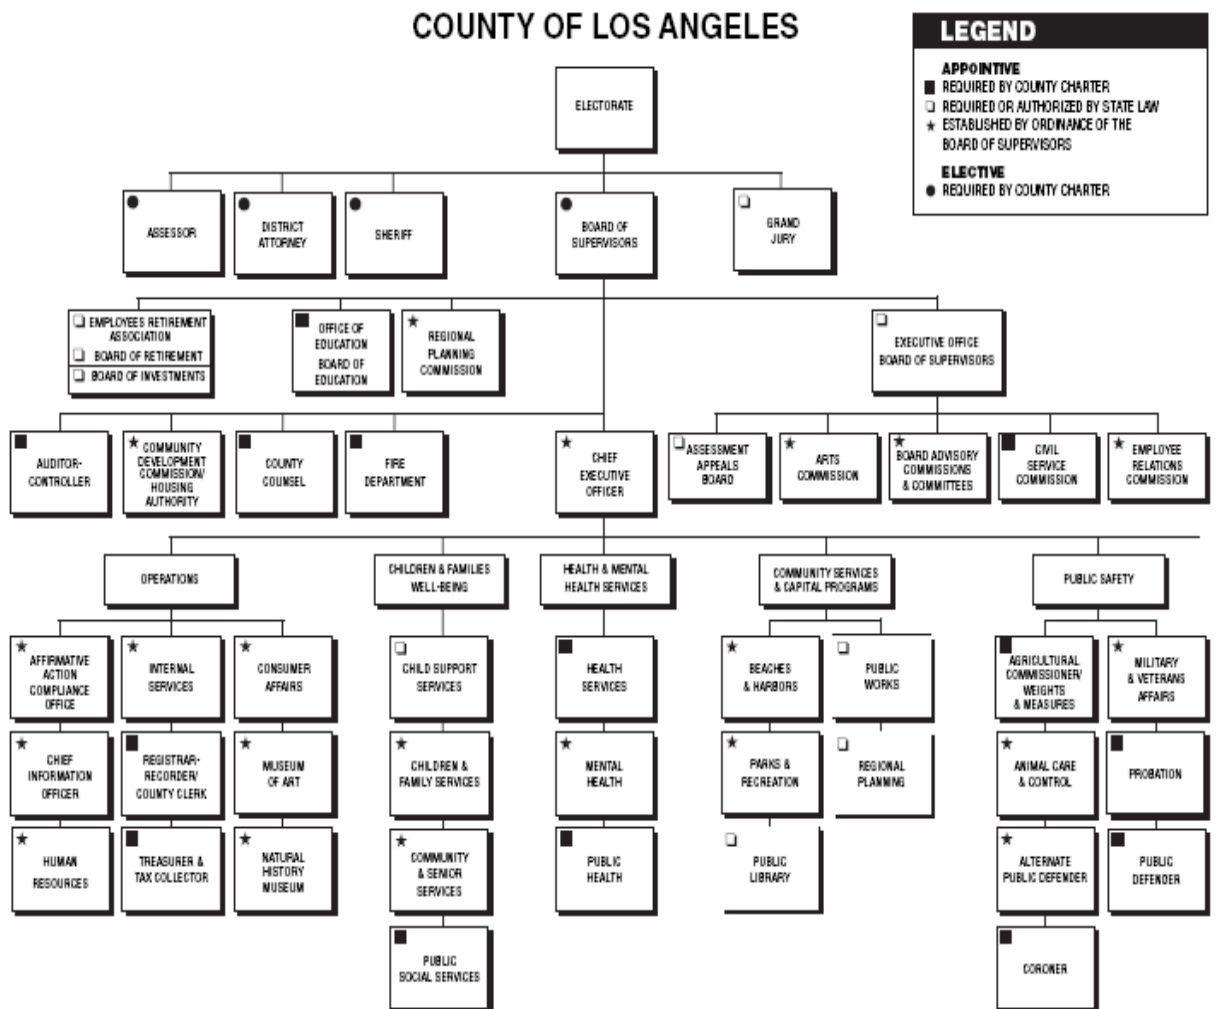 COUNTY OF LOS ANGELES
LEGEND
APPOINTIVE
REQUIRED BY COUNTY CHARTER
REQUIRED OR AUTHORIZED BY STATE LAW
ESTABLISHED BY ORDINANCE OF THE
BOARD OF SUPERVISORS
ELECTIVE
REQUIRED BY COUNTY CHARTER
ELECTORATE
ASSESSOR
DISTRICT
ATTORNEY
SHERIFF
BOARD OF
SUPERVISORS
GRAND
JURY
EMPLOYEES RETIREMENT
ASSOCIATION
BOARD OF RETIREMENT
BOARD OF INVESTMENTS
OFFICE OF
EDUCATION
BOARD OF
EDUCATION
REGIONAL
PLANNING
COMMISSION
EXECUTIVE OFFICE
BOARD OF SUPERVISORS
AUDITOR-
CONTROLLER
COMMUNITY
DEVELOPMENT
COMMISSION/
HOUSING
AUTHORITY
COUNTY
COUNSEL
FIRE
DEPARTMENT
CHIEF
EXECUTIVE
OFFICER
ASSESSMENT
APPEALS
BOARD
ARTS
COMMISSION
BOARD ADVISORY
COMMISSIONS
& COMMITTEES
CIVIL
SERVICE
COMMISSION
EMPLOYEE
RELATIONS
COMMISSION
OPERATIONS
CHILDREN & FAMILIES
WELL-BEING
HEALTH & MENTAL
HEALTH SERVICES
COMMUNITY SERVICES
& CAPITAL PROGRAMS
PUBLIC SAFETY
AFFIRMATIVE
ACTION
COMPLIANCE
OFFICE
INTERNAL
SERVICES
CONSUMER
AFFAIRS
CHILD SUPPORT
SERVICES
HEALTH
SERVICES
BEACHES
& HARBORS
PUBLIC
WORKS
AGRICULTURAL
COMMISSIONER/
WEIGHTS
& MEASURES
MILITARY
& VETERANS
AFFAIRS
CHIEF
INFORMATION
OFFICER
REGISTRAR-
RECORDER/
COUNTY CLERK
MUSEUM
OF ART
CHILDREN &
FAMILY SERVICES
MENTAL
HEALTH
PARKS &
RECREATION
REGIONAL
PLANNING
ANIMAL CARE
& CONTROL
PROBATION
HUMAN
RESOURCES
TREASURER &
TAX COLLECTOR
NATURAL
HISTORY
MUSEUM
COMMUNITY
& SENIOR
SERVICES
PUBLIC
HEALTH
PUBLIC
LIBRARY
ALTERNATE
PUBLIC DEFENDER
PUBLIC
DEFENDER
PUBLIC
SOCIAL SERVICES
CORONER